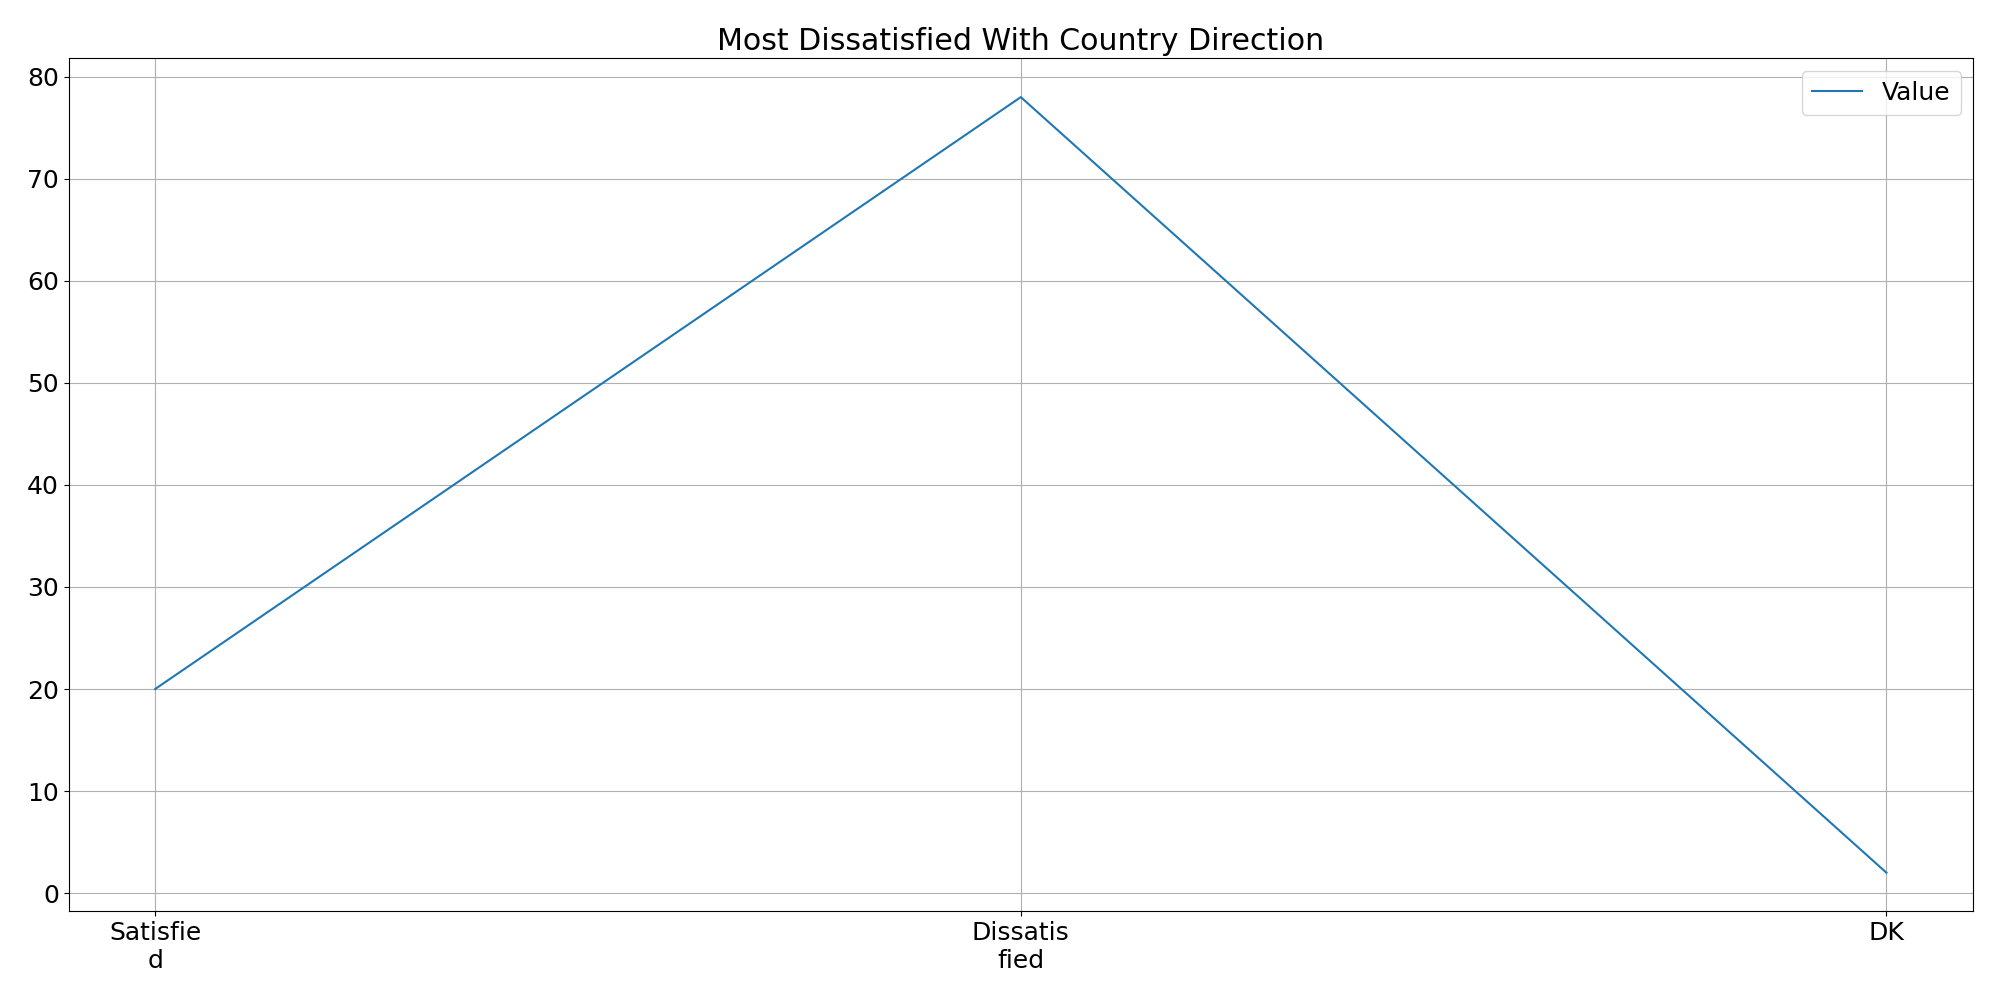 Most Dissatisfied With Country Direction
Value
80
70
60
50
40
30
20
10
0
Satisfie
d
Dissatis
fied
DK